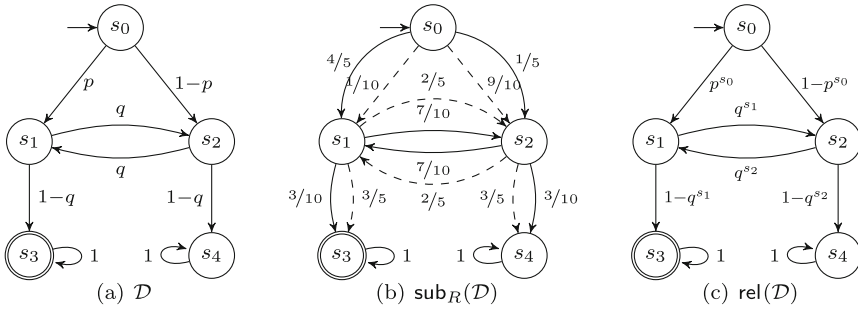 s0 s0 s0
4/5 1/5
p 1−p 1/10 2/5 9/10 p^s0 1−p^s0
q 7/10 q^s1
s1 s2 s1 s2 s1 s2
q 7/10 q^s2
1−q 1−q 3/10 3/5 2/5 3/5 3/10 1−q^s1 1−q^s2
s3 1 1 s4 s3 1 1 s4 s3 1 1 s4
(a) 𝒟 (b) sub_R(𝒟) (c) rel(𝒟)